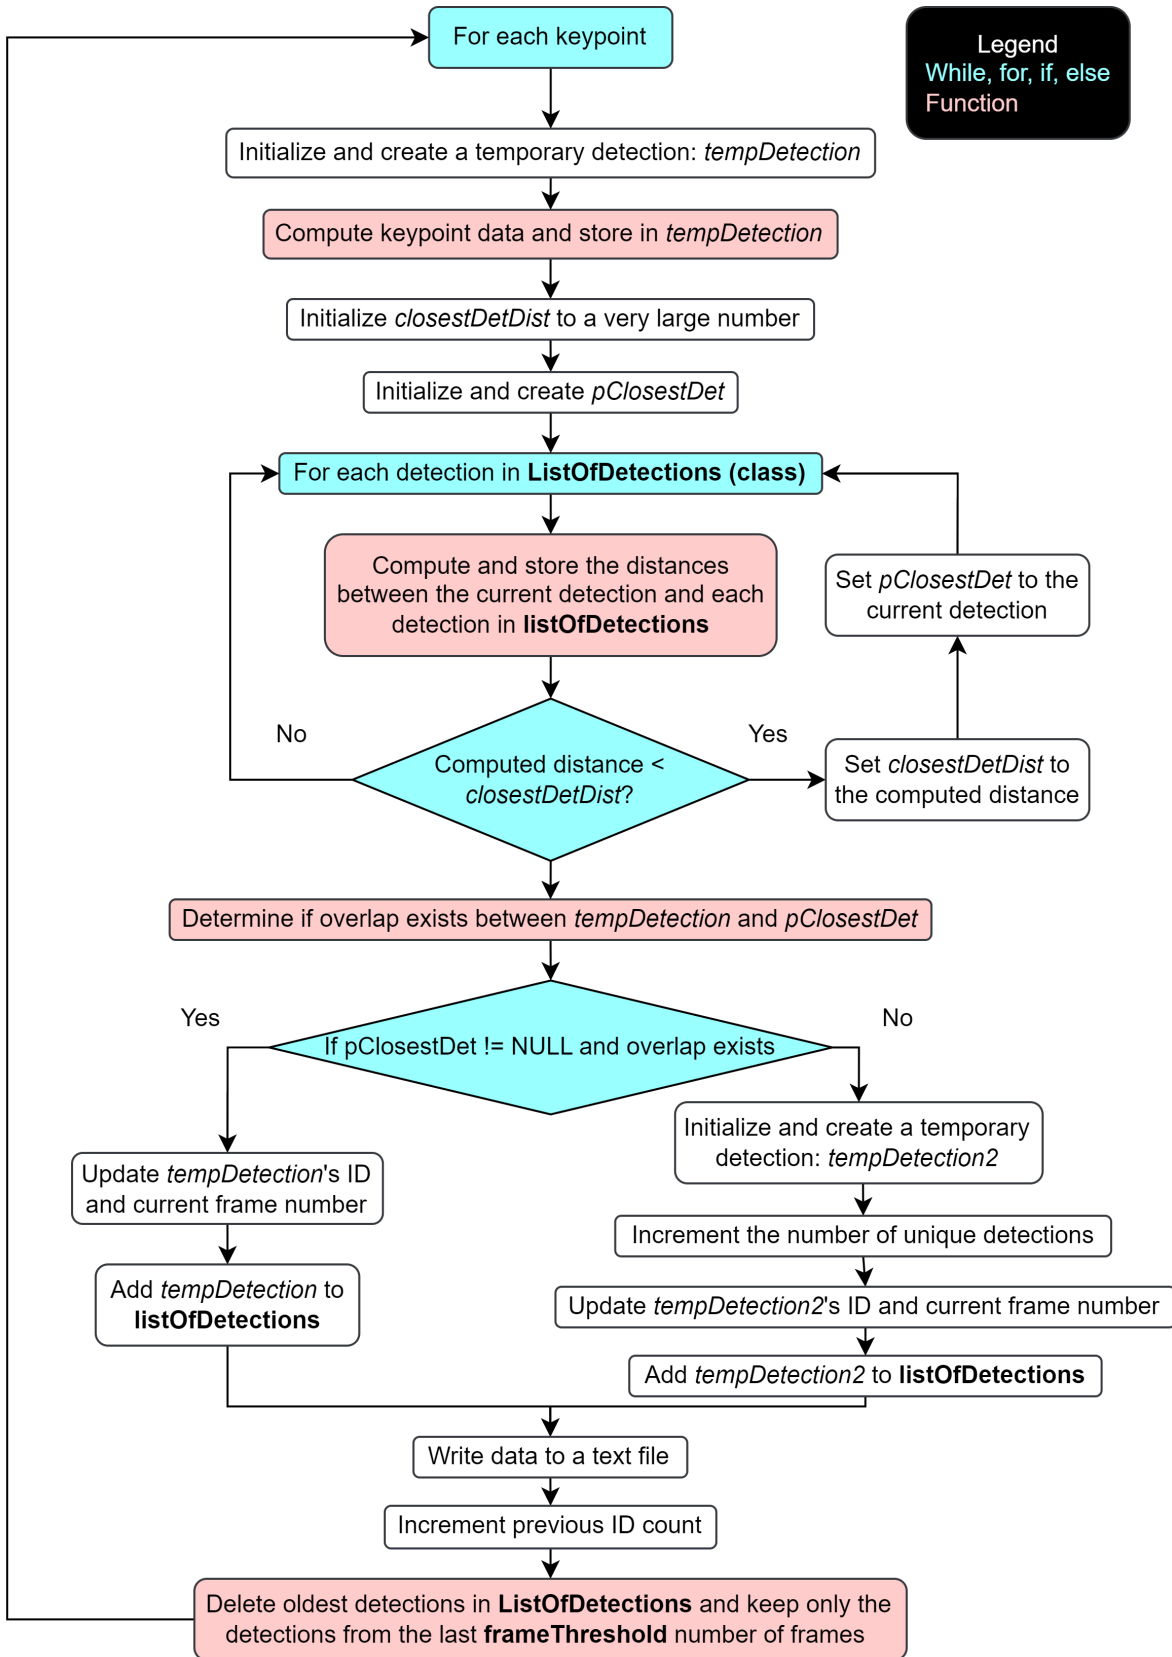 For each keypoint
Legend
While, for, if, else
Function
Initialize and create a temporary detection: tempDetection
Compute keypoint data and store in tempDetection
Initialize closestDetDist to a very large number
Initialize and create pClosestDet
For each detection in ListOfDetections (class)
Compute and store the distances
between the current detection and each
detection in listOfDetections
Set pClosestDet to the
current detection
No
Yes
Computed distance <
closestDetDist?
Set closestDetDist to
the computed distance
Determine if overlap exists between tempDetection and pClosestDet
Yes
No
If pClosestDet != NULL and overlap exists
Initialize and create a temporary
detection: tempDetection2
Update tempDetection's ID
and current frame number
Increment the number of unique detections
Add tempDetection to
listOfDetections
Update tempDetection2's ID and current frame number
Add tempDetection2 to listOfDetections
Write data to a text file
Increment previous ID count
Delete oldest detections in ListOfDetections and keep only the
detections from the last frameThreshold number of frames